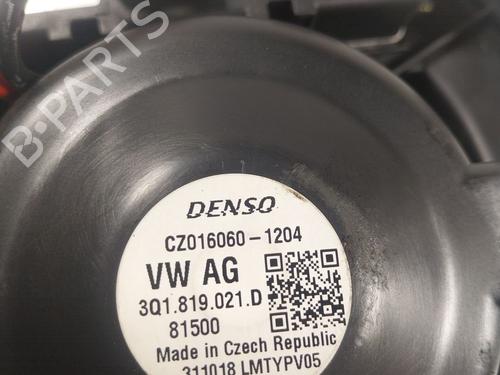 B-PARTS
DENSO
CZ016060-1204
VW AG
3Q1.819.021.D
81500
Made in Czech Republic
311018 LMTYPV05